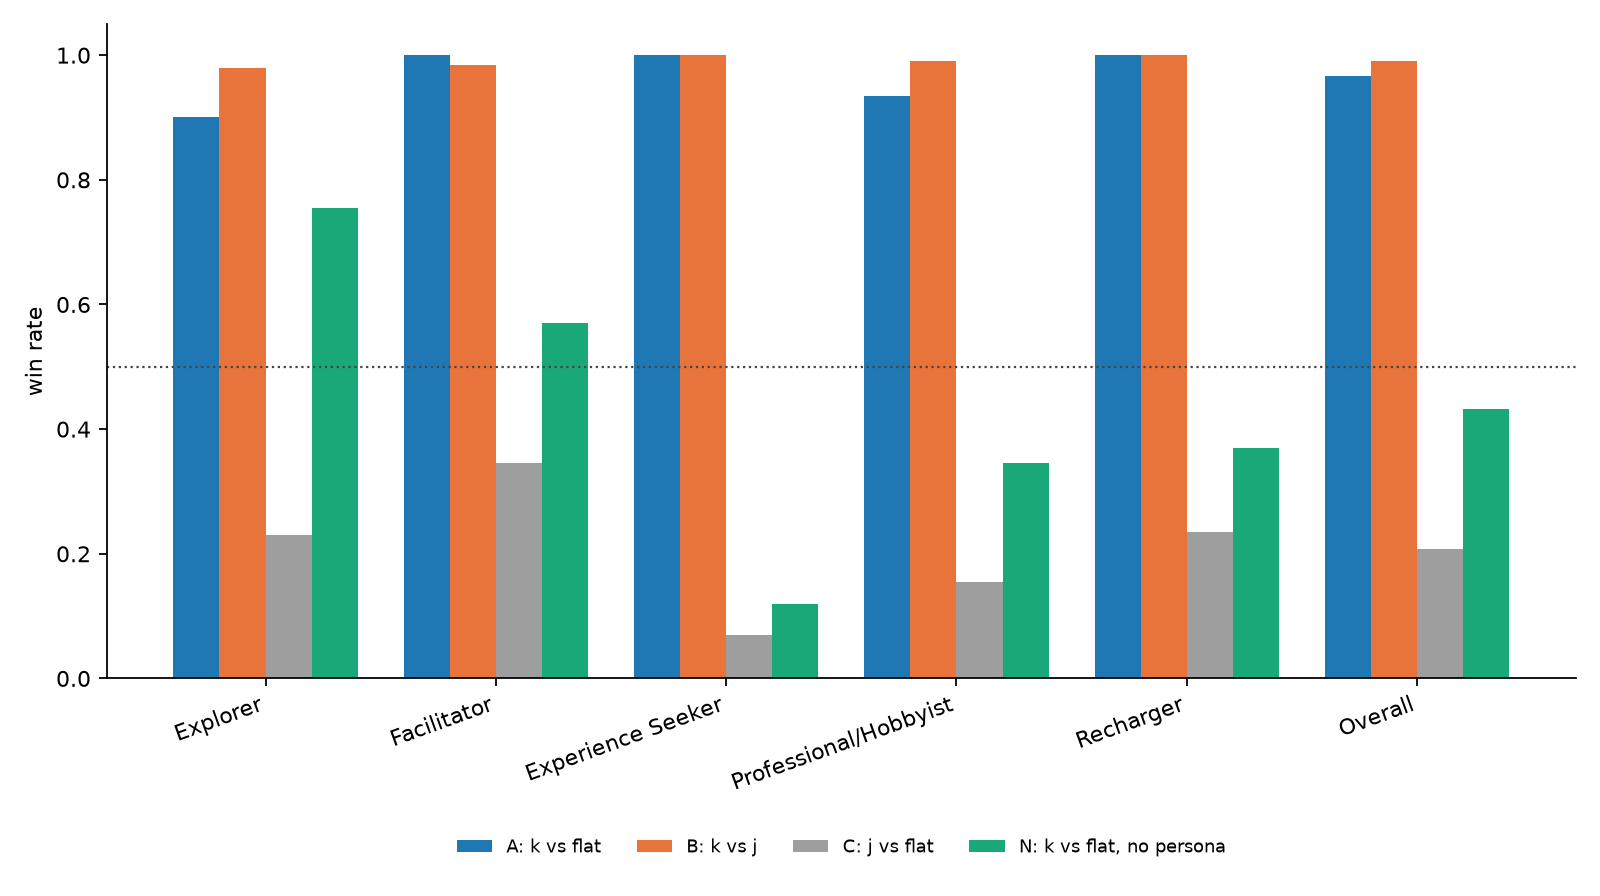 1.0
0.8
0.6
0.4
0.2
0.0
win rate
Explorer
Facilitator
Experience Seeker
Professional/Hobbyist
Recharger
Overall
A: k vs flat
B: k vs j
C: j vs flat
N: k vs flat, no persona